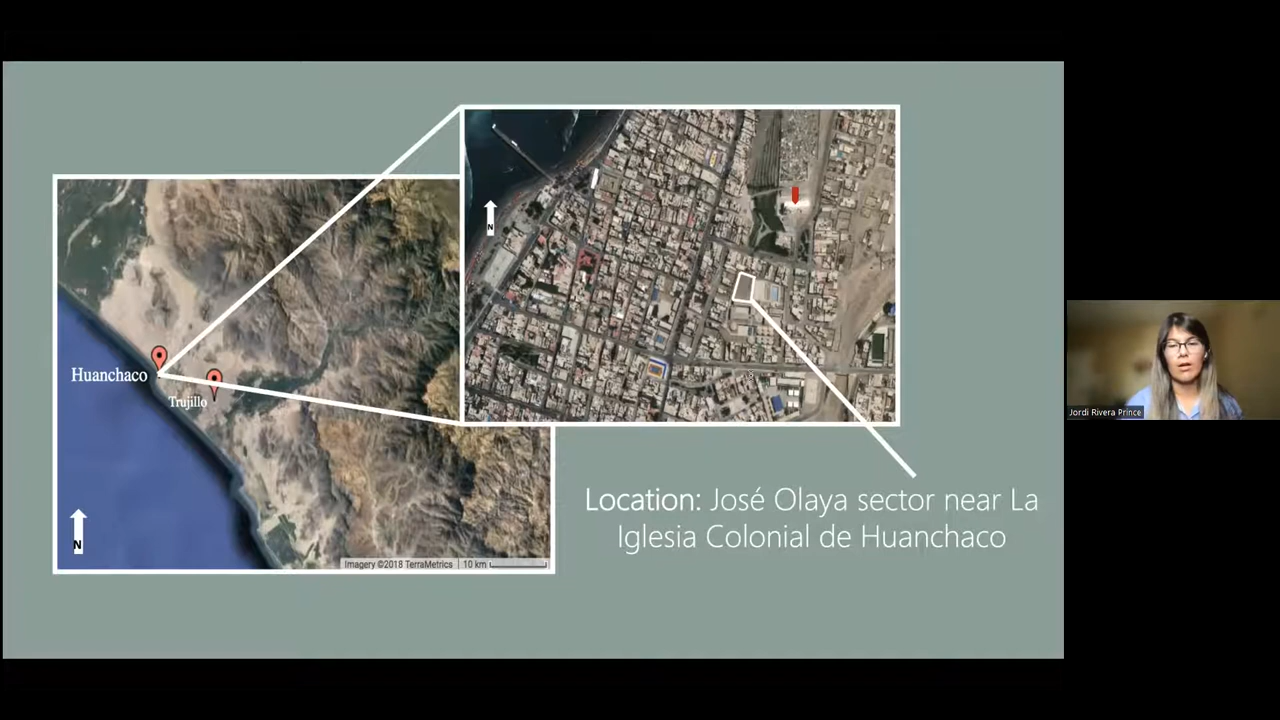 N
Huanchaco
Trujillo
N
Imagery ©2018 TerraMetrics
10 km
Location: José Olaya sector near La
Iglesia Colonial de Huanchaco
Jordi Rivera Prince